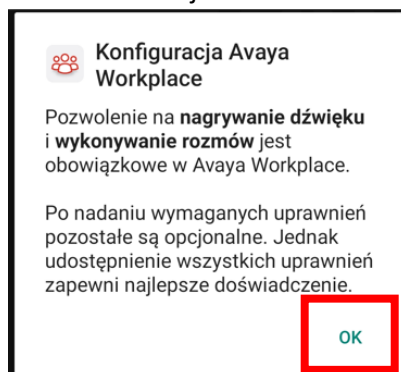 Konfiguracja Avaya
Workplace
Pozwolenie na nagrywanie dźwięku
i wykonywanie rozmów jest
obowiązkowe w Avaya Workplace.
Po nadaniu wymaganych uprawnień
pozostałe są opcjonalne. Jednak
udostępnienie wszystkich uprawnień
zapewni najlepsze doświadczenie.
OK